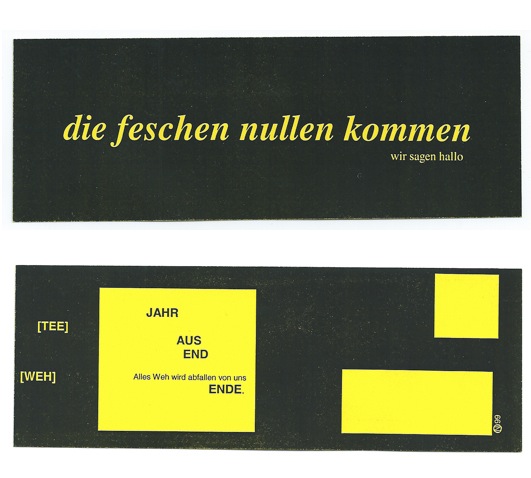 die feschen nullen kommen
wir sagen hallo
[TEE]
[WEH]
JAHR
AUS
END
Alles Weh wird abfallen von uns
ENDE.
99